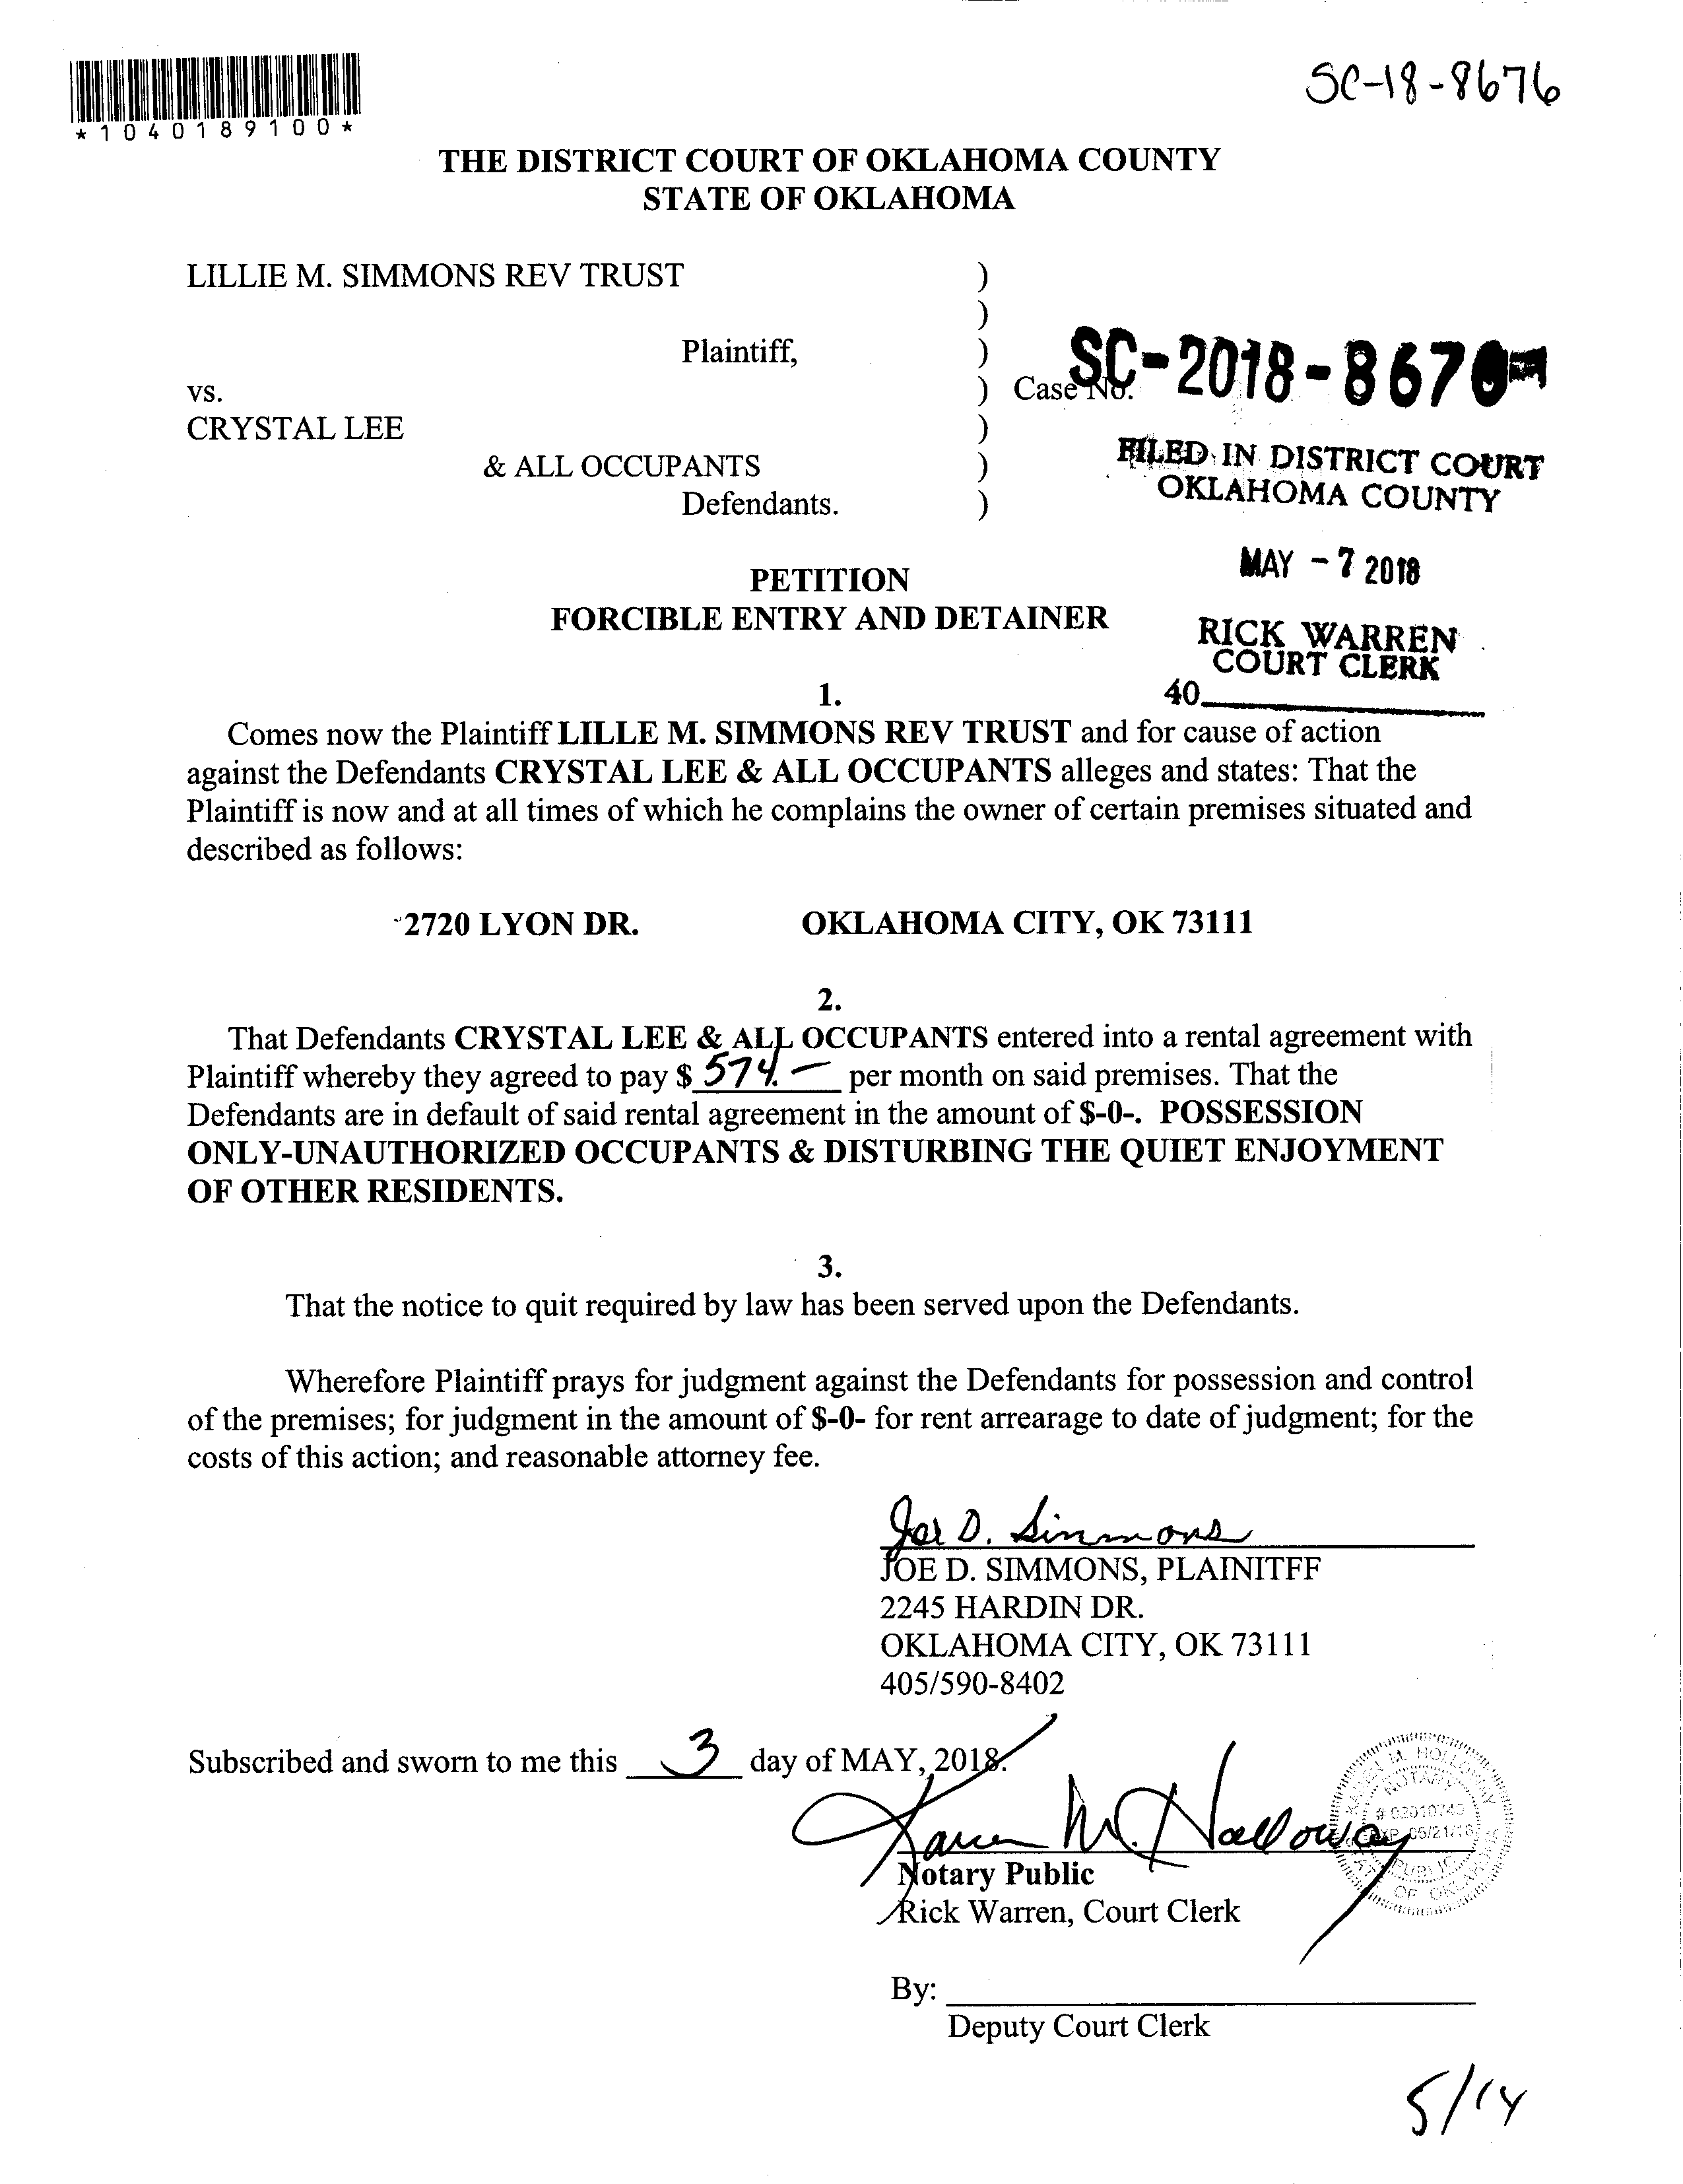 *1040189100*
SC-18-8676
THE DISTRICT COURT OF OKLAHOMA COUNTY
STATE OF OKLAHOMA
LILLIE M. SIMMONS REV TRUST )
)
Plaintiff, )
vs. ) Case No. SC-2018-867
CRYSTAL LEE )
& ALL OCCUPANTS )
Defendants. )
FILED IN DISTRICT COURT
OKLAHOMA COUNTY
MAY - 7 2018
RICK WARREN
COURT CLERK
40
PETITION
FORCIBLE ENTRY AND DETAINER
1.
Comes now the Plaintiff LILLE M. SIMMONS REV TRUST and for cause of action
against the Defendants CRYSTAL LEE & ALL OCCUPANTS alleges and states: That the
Plaintiff is now and at all times of which he complains the owner of certain premises situated and
described as follows:
2720 LYON DR. OKLAHOMA CITY, OK 73111
2.
That Defendants CRYSTAL LEE & ALL OCCUPANTS entered into a rental agreement with
Plaintiff whereby they agreed to pay $ 574.— per month on said premises. That the
Defendants are in default of said rental agreement in the amount of $-0-. POSSESSION
ONLY-UNAUTHORIZED OCCUPANTS & DISTURBING THE QUIET ENJOYMENT
OF OTHER RESIDENTS.
3.
That the notice to quit required by law has been served upon the Defendants.
Wherefore Plaintiff prays for judgment against the Defendants for possession and control
of the premises; for judgment in the amount of $-0- for rent arrearage to date of judgment; for the
costs of this action; and reasonable attorney fee.
Joe D. Simmons
JOE D. SIMMONS, PLAINITFF
2245 HARDIN DR.
OKLAHOMA CITY, OK 73111
405/590-8402
Subscribed and sworn to me this 3 day of MAY, 2018.
Karen M. Holloway
KAREN M. HOLLOWAY
NOTARY
EXP. 05/21/18
PUBLIC
STATE OF OKLAHOMA
Notary Public
Rick Warren, Court Clerk
By:
Deputy Court Clerk
5/14